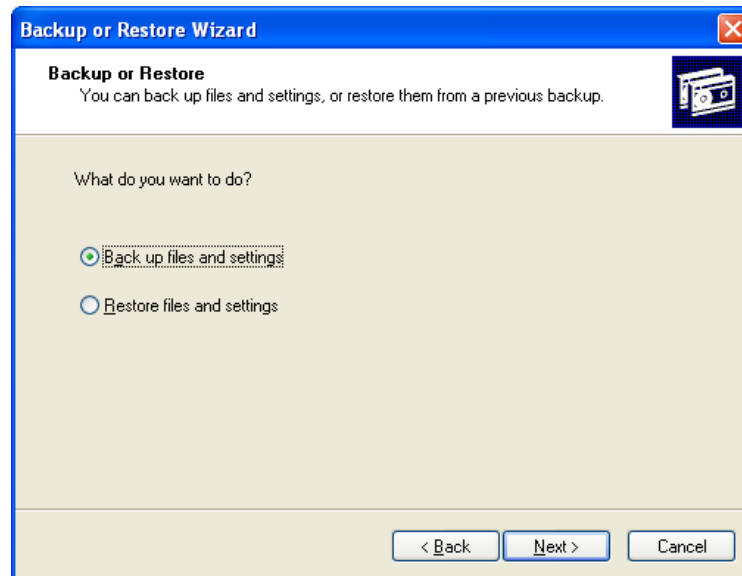 Backup or Restore Wizard
Backup or Restore
You can back up files and settings, or restore them from a previous backup.
What do you want to do?
Back up files and settings
Restore files and settings
< Back Next > Cancel